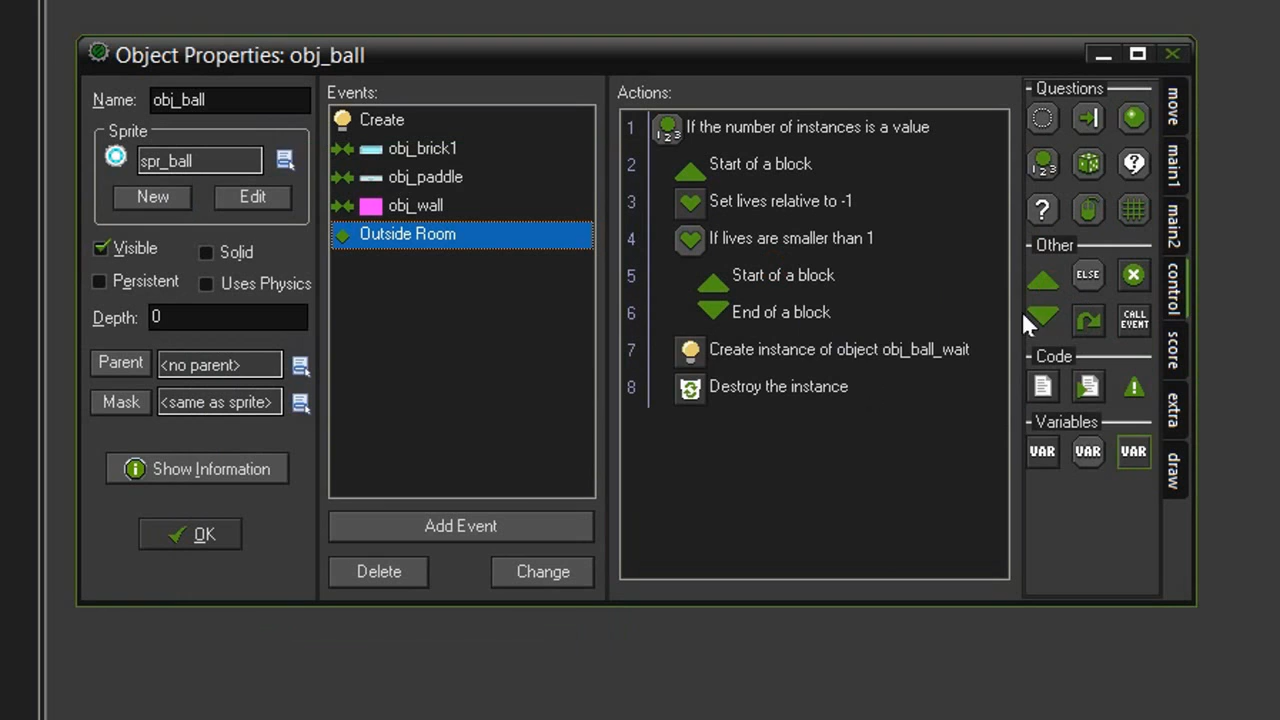 Object Properties: obj_ball
Name: obj_ball
Sprite
spr_ball
New Edit
Visible Solid
Persistent Uses Physics
Depth: 0
Parent <no parent>
Mask <same as sprite>
Show Information
OK
Events:
Create
obj_brick1
obj_paddle
obj_wall
Outside Room
Add Event
Delete Change
Actions:
1 If the number of instances is a value
2 Start of a block
3 Set lives relative to -1
4 If lives are smaller than 1
5 Start of a block
6 End of a block
7 Create instance of object obj_ball_wait
8 Destroy the instance
Questions
1 2 3
?
?
Other
ELSE
CALL EVENT
Code
Variables
VAR VAR VAR
move
main1
main2
control
score
extra
draw